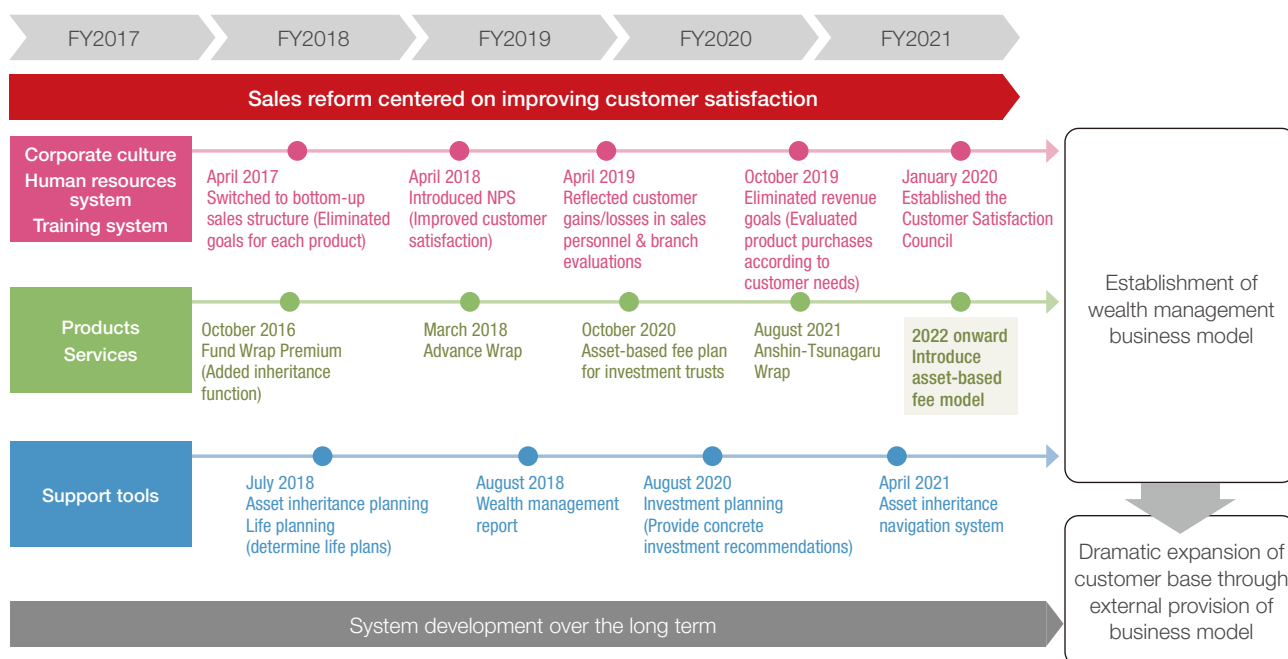 FY2017
FY2018
FY2019
FY2020
FY2021
Sales reform centered on improving customer satisfaction
Corporate culture
Human resources
system
Training system
April 2017
Switched to bottom-up
sales structure (Eliminated
goals for each product)
April 2018
Introduced NPS
(Improved customer
satisfaction)
April 2019
Reflected customer
gains/losses in sales
personnel & branch
evaluations
October 2019
Eliminated revenue
goals (Evaluated
product purchases
according to
customer needs)
January 2020
Established the
Customer Satisfaction
Council
Products
Services
October 2016
Fund Wrap Premium
(Added inheritance
function)
March 2018
Advance Wrap
October 2020
Asset-based fee plan
for investment trusts
August 2021
Anshin-Tsunagaru
Wrap
2022 onward
Introduce
asset-based
fee model
Support tools
July 2018
Asset inheritance planning
Life planning
(determine life plans)
August 2018
Wealth management
report
August 2020
Investment planning
(Provide concrete
investment recommendations)
April 2021
Asset inheritance
navigation system
System development over the long term
Establishment of
wealth management
business model
Dramatic expansion of
customer base through
external provision of
business model